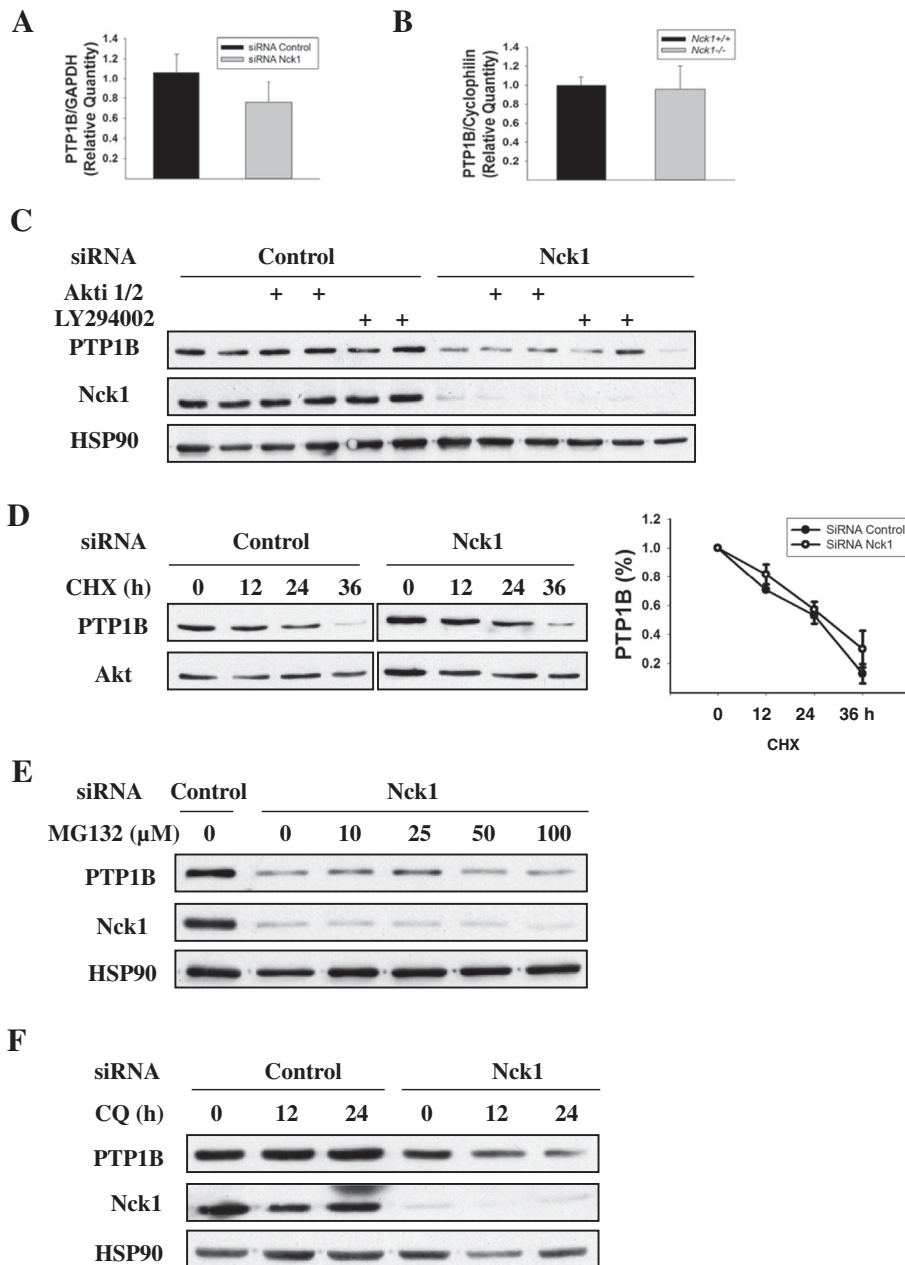 A
PTP1B/GAPDH
(Relative Quantity)
1.4
1.2
1.0
0.8
0.6
0.4
0.2
siRNA Control
siRNA Nck1
B
PTP1B/Cyclophilin
(Relative Quantity)
1.4
1.2
1.0
0.8
0.6
0.4
0.2
Nck1+/+
Nck1-/-
C
siRNA Control Nck1
Akti 1/2 + + + +
LY294002 + + + +
PTP1B
Nck1
HSP90
D
siRNA Control Nck1
CHX (h) 0 12 24 36 0 12 24 36
PTP1B
Akt
PTP1B (%)
1.2
1.0
0.8
0.6
0.4
0.2
SiRNA Control
SiRNA Nck1
0 12 24 36 h
CHX
E
siRNA Control Nck1
MG132 (µM) 0 0 10 25 50 100
PTP1B
Nck1
HSP90
F
siRNA Control Nck1
CQ (h) 0 12 24 0 12 24
PTP1B
Nck1
HSP90